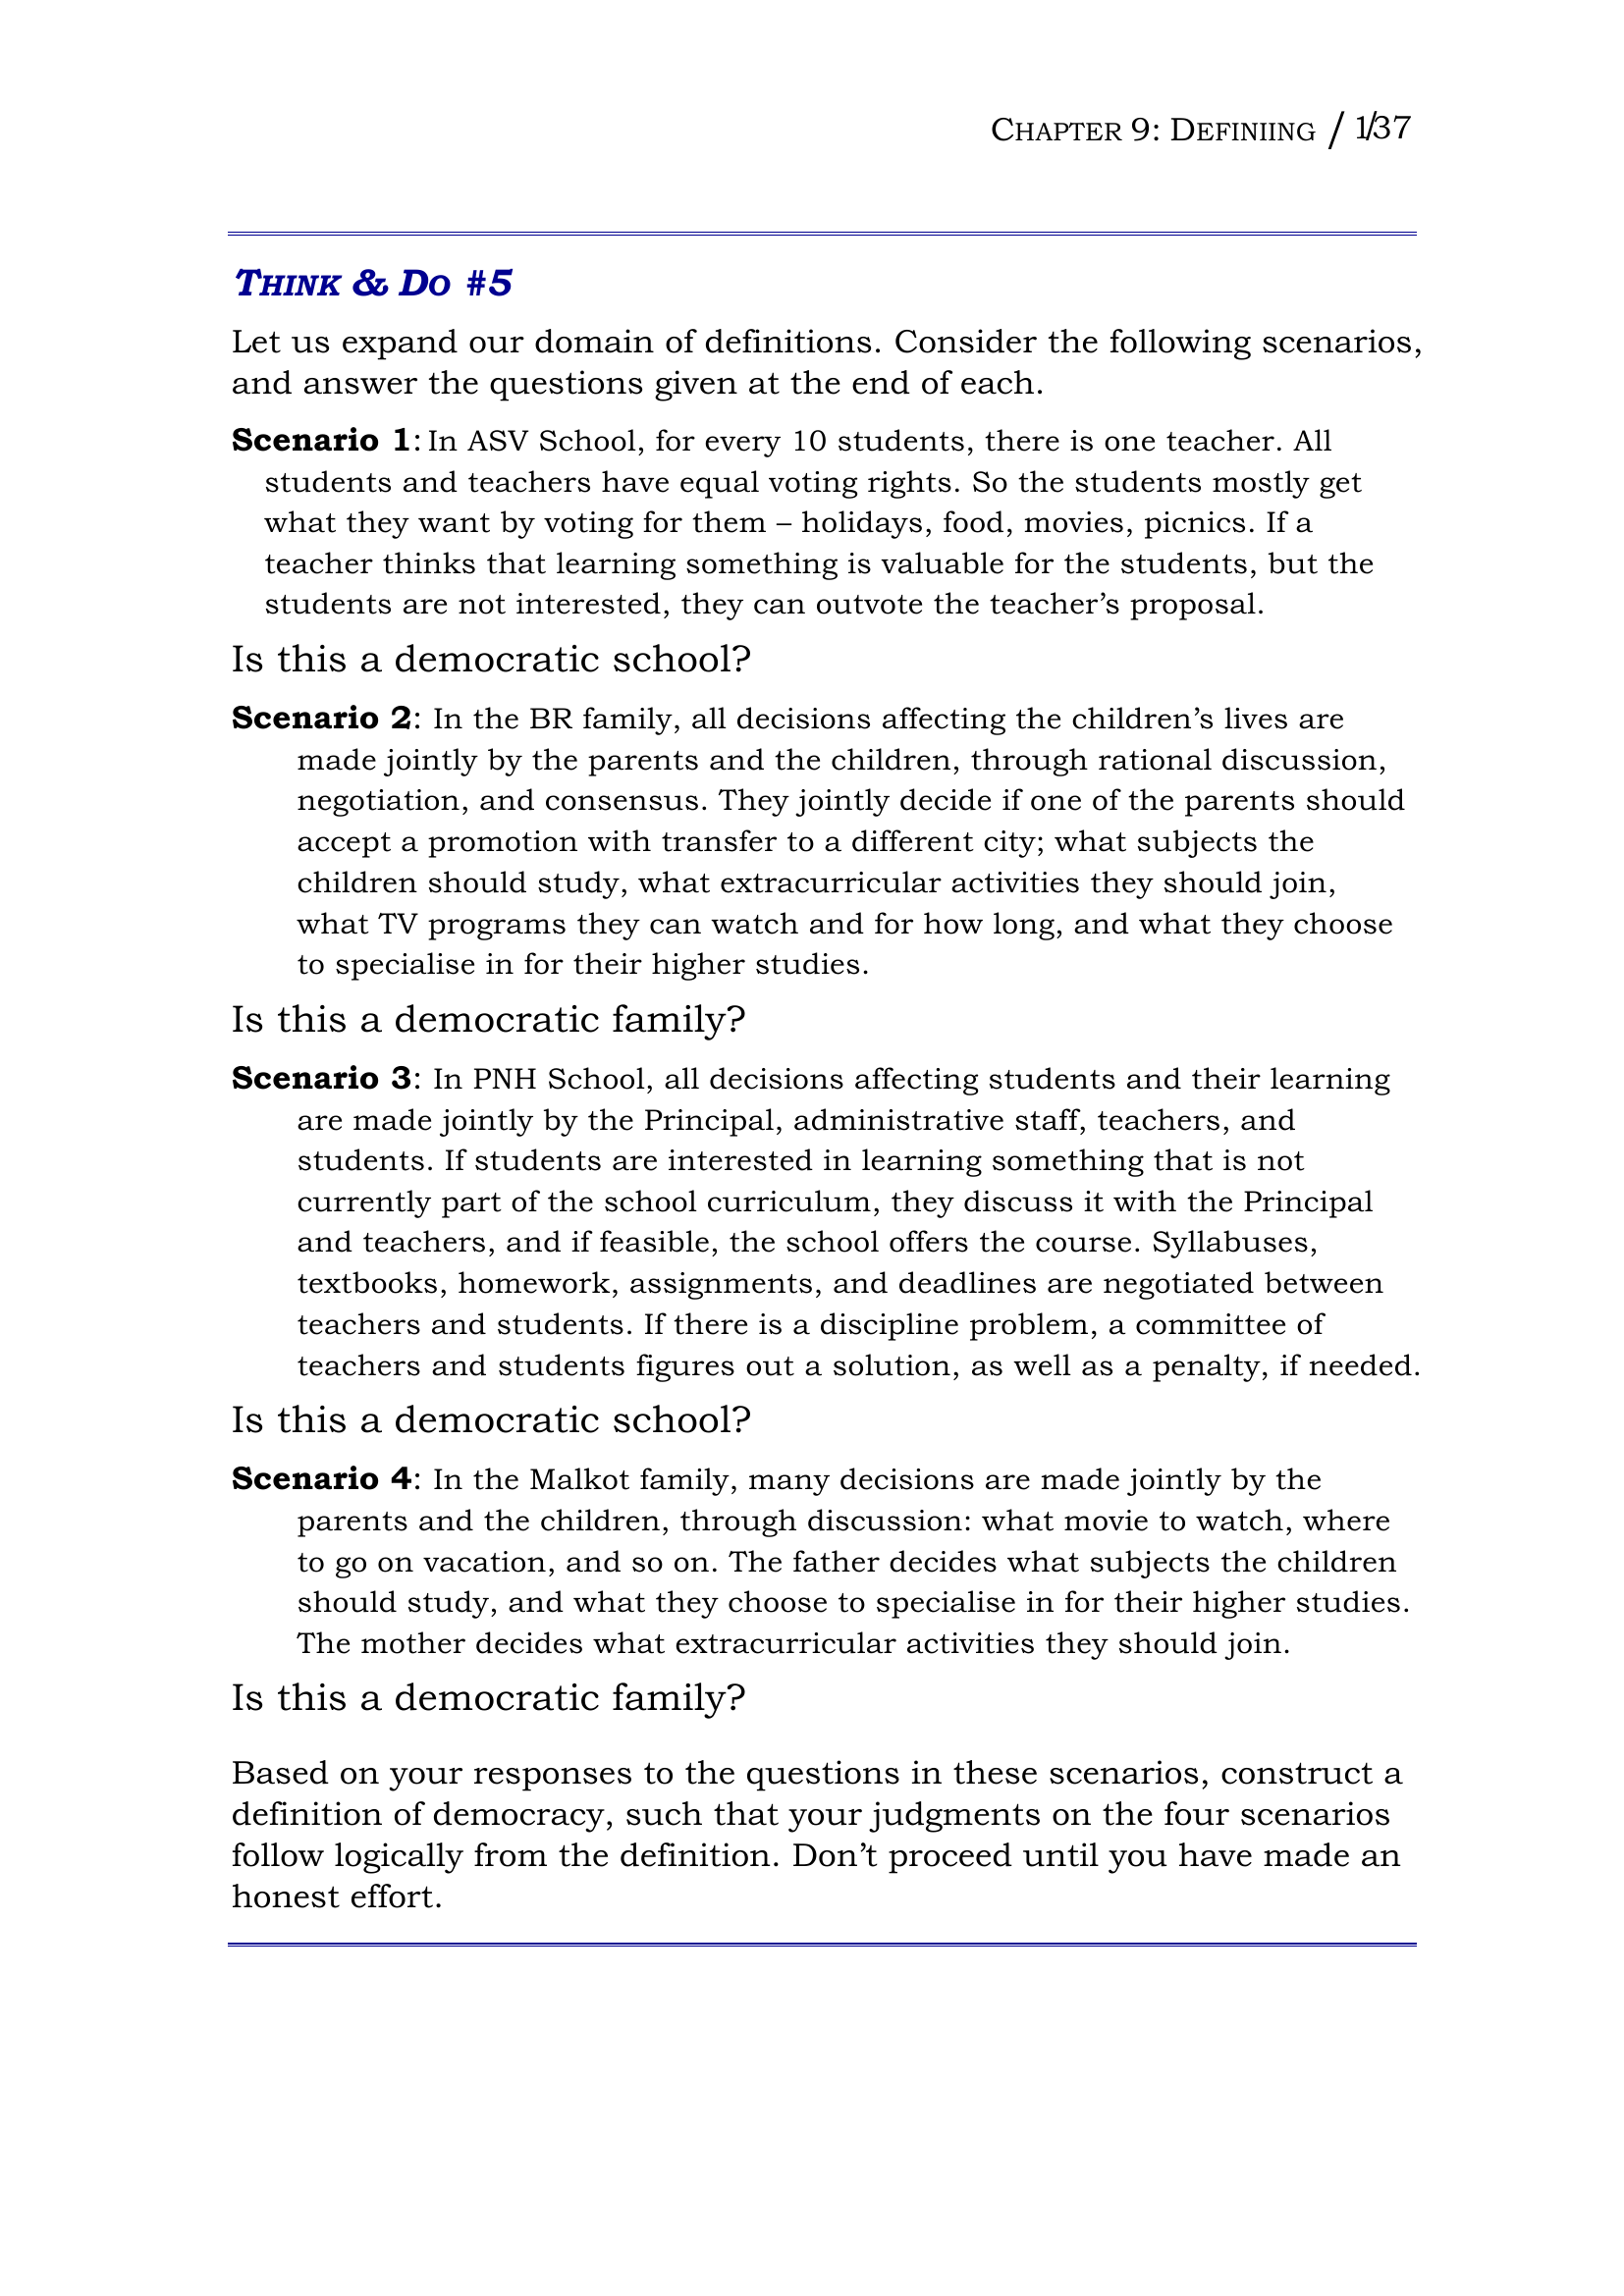 CHAPTER 9: DEFINIING / 1/37
THINK & DO #5
Let us expand our domain of definitions. Consider the following scenarios,
and answer the questions given at the end of each.
Scenario 1: In ASV School, for every 10 students, there is one teacher. All
students and teachers have equal voting rights. So the students mostly get
what they want by voting for them – holidays, food, movies, picnics. If a
teacher thinks that learning something is valuable for the students, but the
students are not interested, they can outvote the teacher’s proposal.
Is this a democratic school?
Scenario 2: In the BR family, all decisions affecting the children’s lives are
made jointly by the parents and the children, through rational discussion,
negotiation, and consensus. They jointly decide if one of the parents should
accept a promotion with transfer to a different city; what subjects the
children should study, what extracurricular activities they should join,
what TV programs they can watch and for how long, and what they choose
to specialise in for their higher studies.
Is this a democratic family?
Scenario 3: In PNH School, all decisions affecting students and their learning
are made jointly by the Principal, administrative staff, teachers, and
students. If students are interested in learning something that is not
currently part of the school curriculum, they discuss it with the Principal
and teachers, and if feasible, the school offers the course. Syllabuses,
textbooks, homework, assignments, and deadlines are negotiated between
teachers and students. If there is a discipline problem, a committee of
teachers and students figures out a solution, as well as a penalty, if needed.
Is this a democratic school?
Scenario 4: In the Malkot family, many decisions are made jointly by the
parents and the children, through discussion: what movie to watch, where
to go on vacation, and so on. The father decides what subjects the children
should study, and what they choose to specialise in for their higher studies.
The mother decides what extracurricular activities they should join.
Is this a democratic family?
Based on your responses to the questions in these scenarios, construct a
definition of democracy, such that your judgments on the four scenarios
follow logically from the definition. Don’t proceed until you have made an
honest effort.